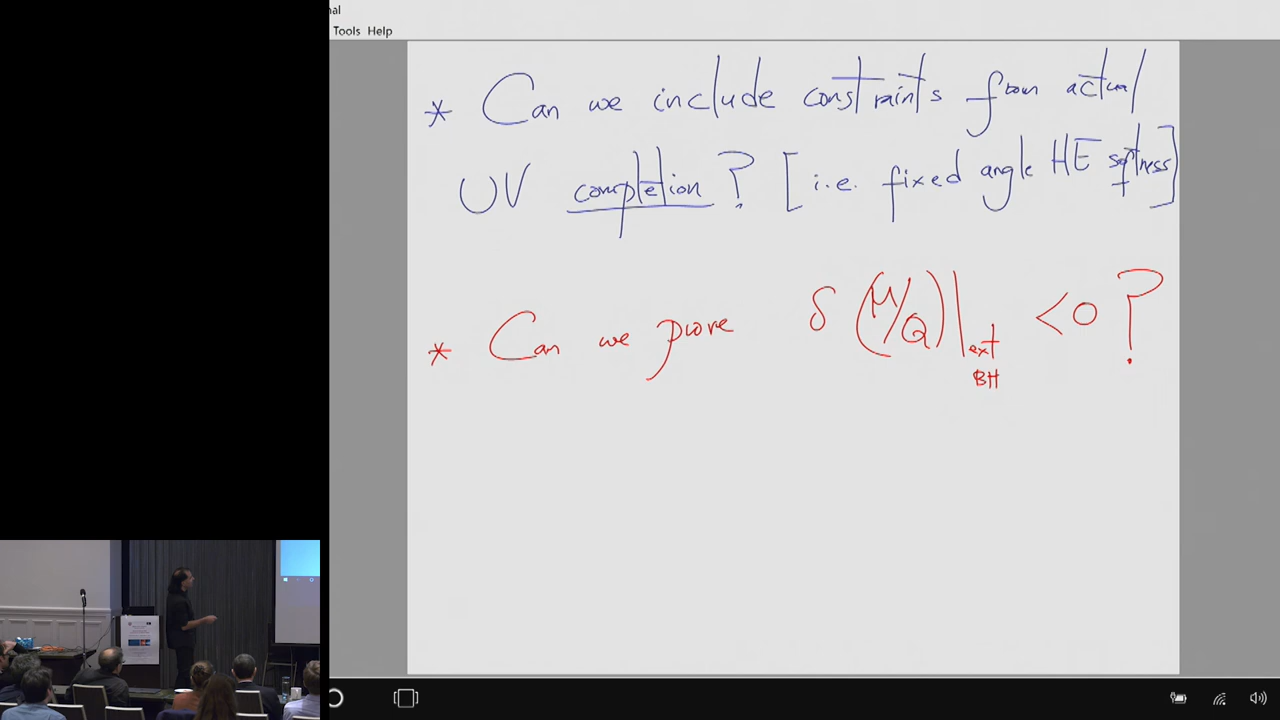 nal
Tools Help
* Can we include constraints from actual
UV completion? [i.e. fixed angle HE softness]
* Can we prove δ(M/Q)|ext BH <0?